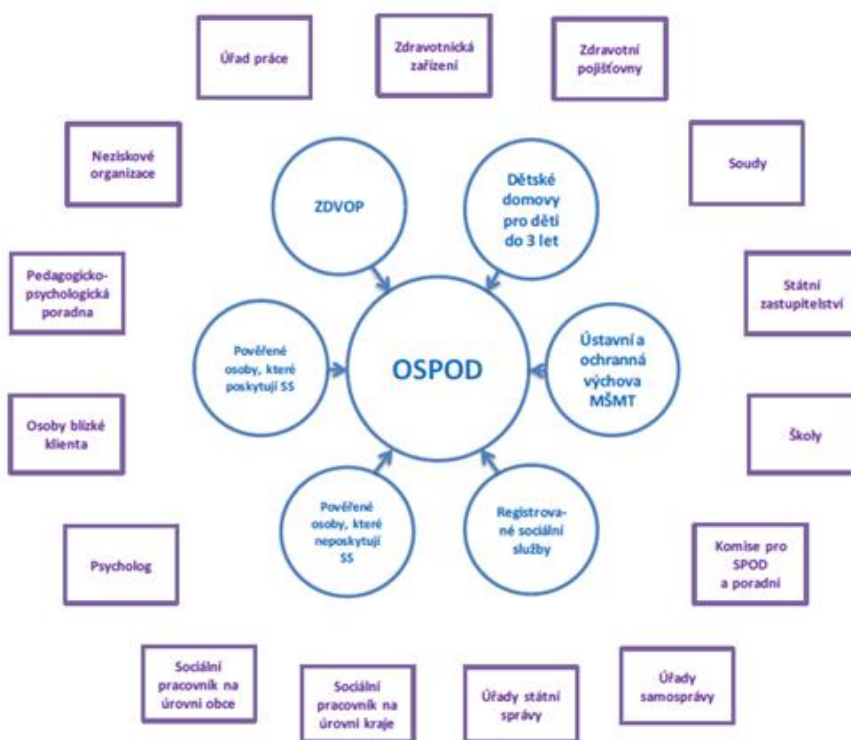 Úřad práce
Zdravotnická
zařízení
Zdravotní
pojišťovny
Neziskové
organizace
Soudy
ZDVOP
Dětské
domovy
pro děti
do 3 let
Pedagogicko-
psychologická
poradna
Státní
zastupitelství
Pověřené
osoby, které
poskytují SS
OSPOD
Ústavní a
ochranná
výchova
MŠMT
Osoby blízké
klienta
Školy
Pověřené
osoby, které
neposkytují
SS
Registrova-
né sociální
služby
Psycholog
Komise pro
SPOD
a poradní
Sociální
pracovník na
úrovni obce
Sociální
pracovník na
úrovni kraje
Úřady státní
správy
Úřady
samosprávy